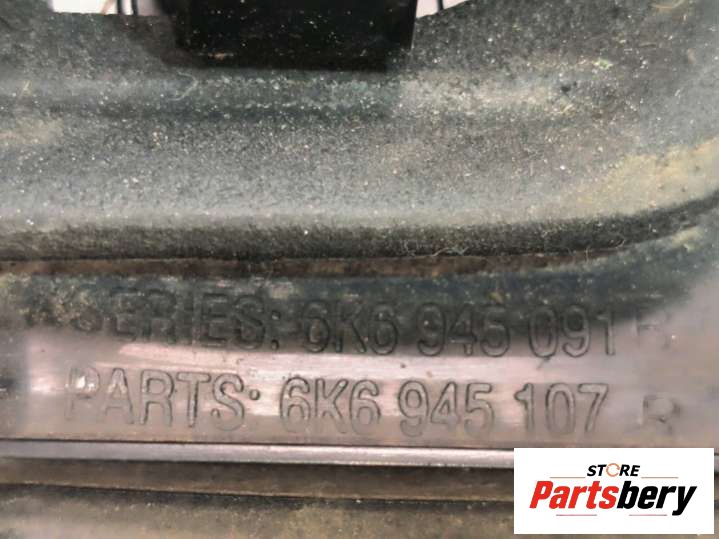 SERIES: 6K6 945 091
PARTS: 6K6 945 107 R
STORE
Partsbery